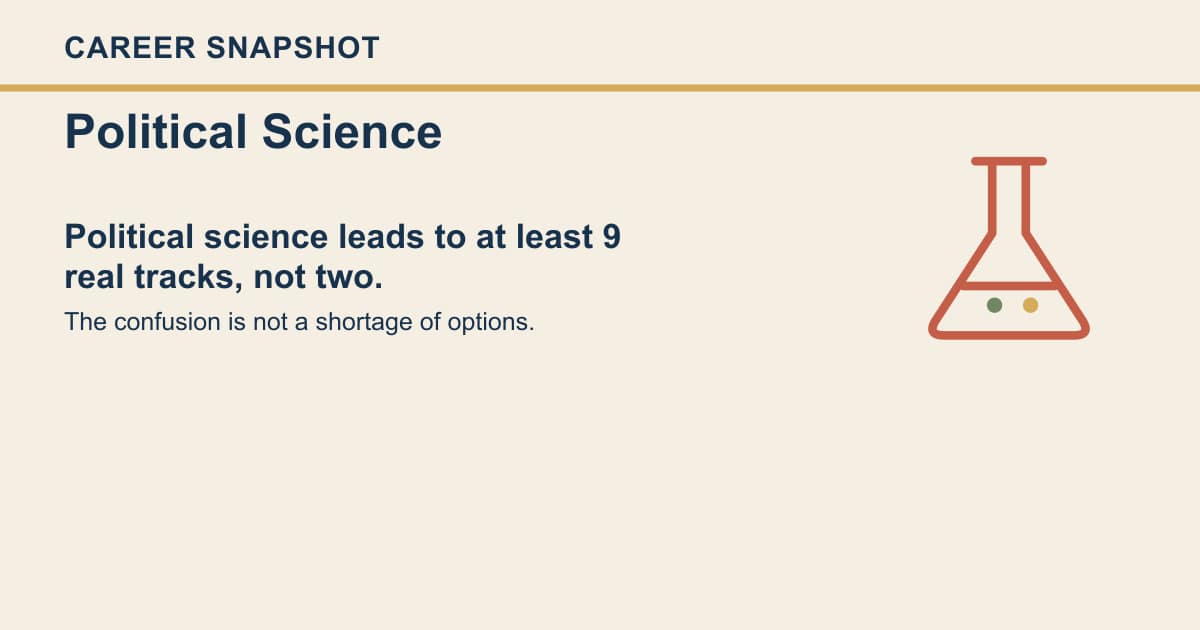 CAREER SNAPSHOT
Political Science
Political science leads to at least 9
real tracks, not two.
The confusion is not a shortage of options.